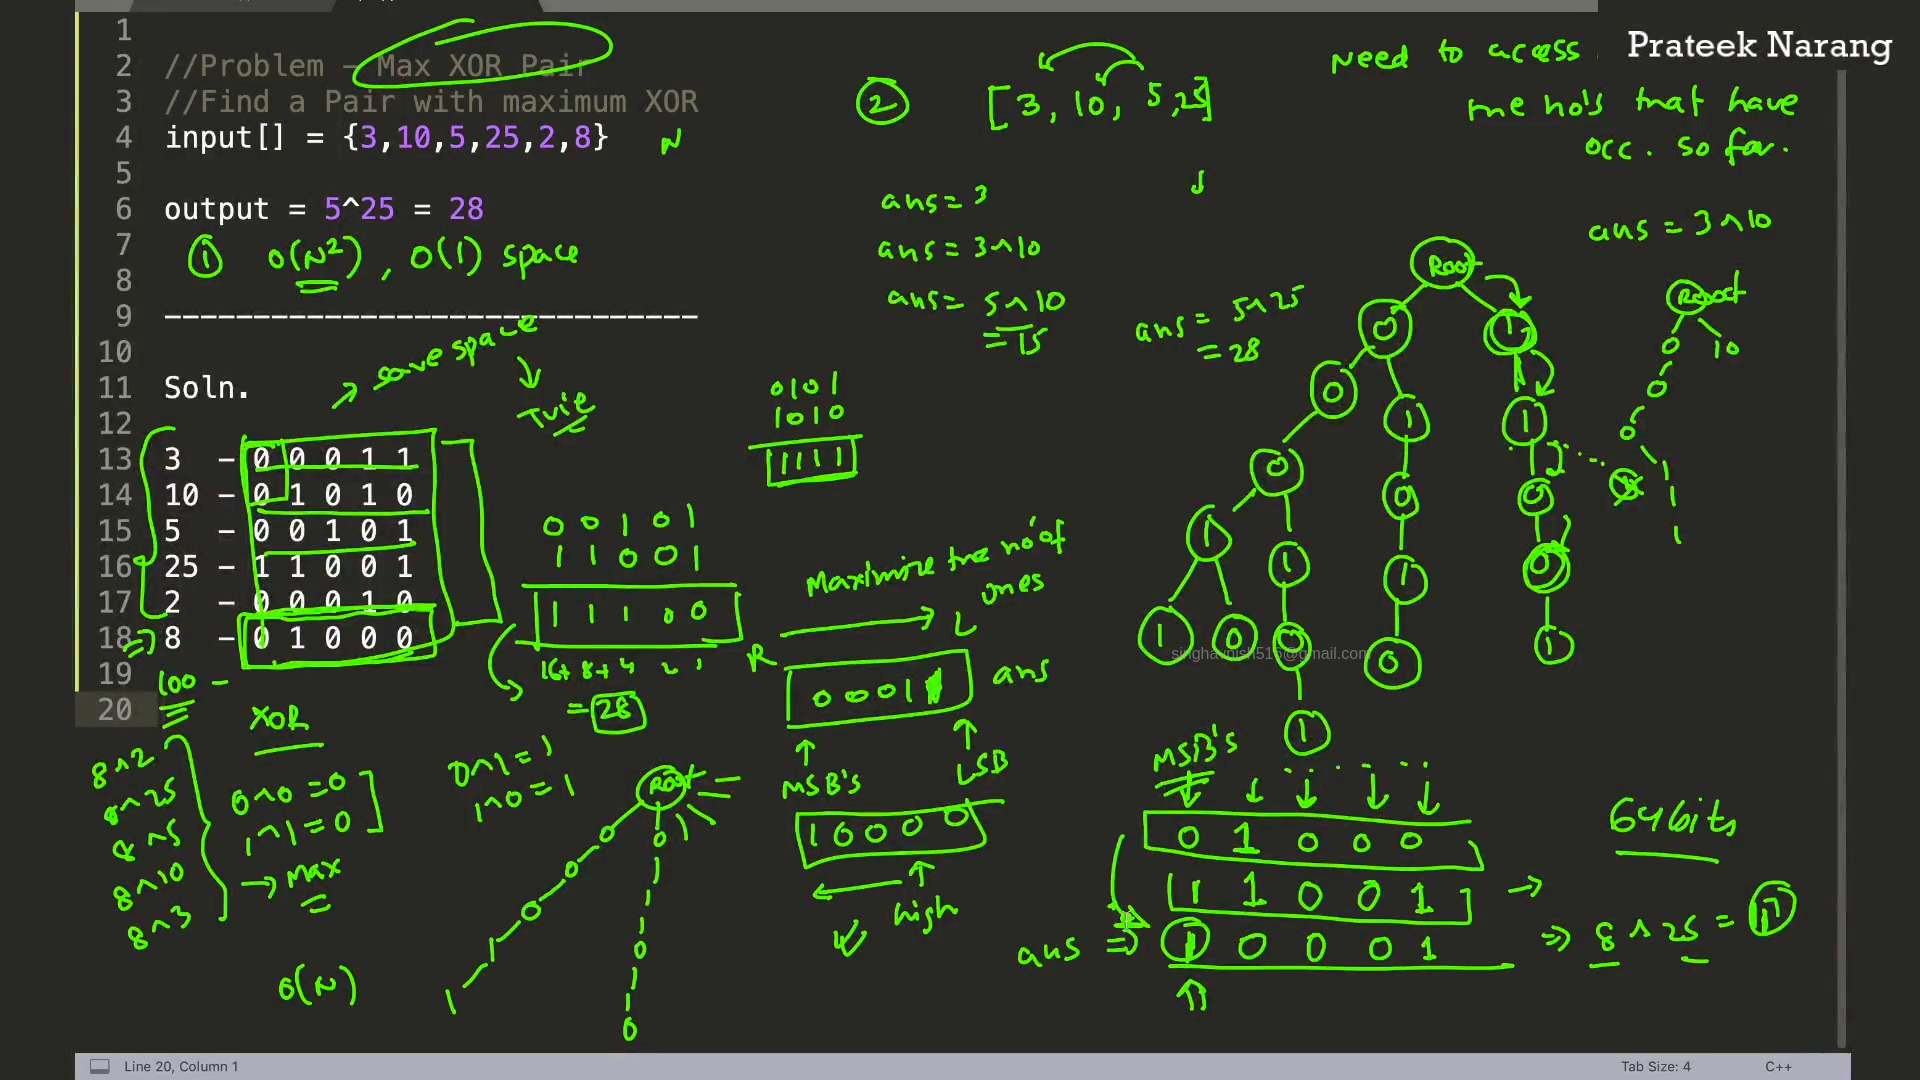 Prateek Narang
1
2 //Problem - Max XOR Pair
3 //Find a Pair with maximum XOR
4 input[] = {3,10,5,25,2,8} N
5
6 output = 5^25 = 28
7 ① O(N²), O(1) space
8
9 ------------------------------
10
11 Soln.
12
13 3 - 0 0 0 1 1
14 10 - 0 1 0 1 0
15 5 - 0 0 1 0 1
16 25 - 1 1 0 0 1
17 2 - 0 0 0 1 0
18 => 8 - 0 1 0 0 0
19
20
save space
Trie
100 -
XOR
0^0 = 0
1^1 = 0
→ max
0^1 = 1
1^0 = 1
8^2
8^25
8^5
8^10
8^3
O(N)
② [3, 10, 5, 25]
ans = 3
ans = 3^10
ans = 5^10
= 15
ans = 5^25
= 28
0101
1010
1111
0 0 1 0 1
1 1 0 0 1
1 1 1 0 0
16+ 8+ 4 2 1
= 28
Root
0 0
0
0
1 0
1 0
Maximize the no of
ones
R L
0 0 0 1 ans
MSB's LSB
1 0 0 0 0
high
Need to access
the no's that have
occ. so far.
ans = 3^10
Root
0 1
0 1 1
0 0 0
1 1 1 0
1 0 0 0 1
1
Root
0 10
0
0
1
1
1
singhavnish516@gmail.com
MSB's
0 1 0 0 0
1 1 0 0 1
ans => 1 0 0 0 1
64 bits
=> 8 ^ 25 = 17
Line 20, Column 1
Tab Size: 4
C++